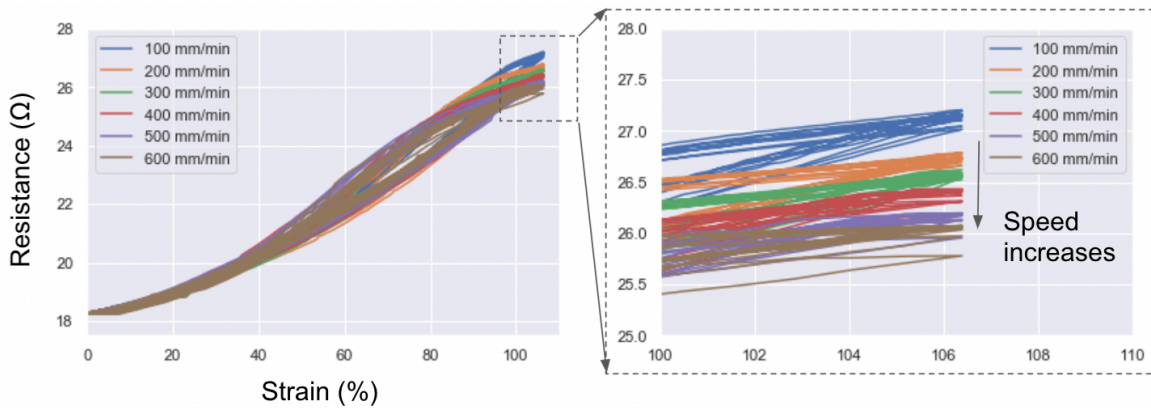 28
26
24
22
20
18
Resistance (Ω)
100 mm/min
200 mm/min
300 mm/min
400 mm/min
500 mm/min
600 mm/min
0
20
40
60
80
100
Strain (%)
28.0
27.5
27.0
26.5
26.0
25.5
25.0
100 mm/min
200 mm/min
300 mm/min
400 mm/min
500 mm/min
600 mm/min
Speed
increases
100
102
104
106
108
110